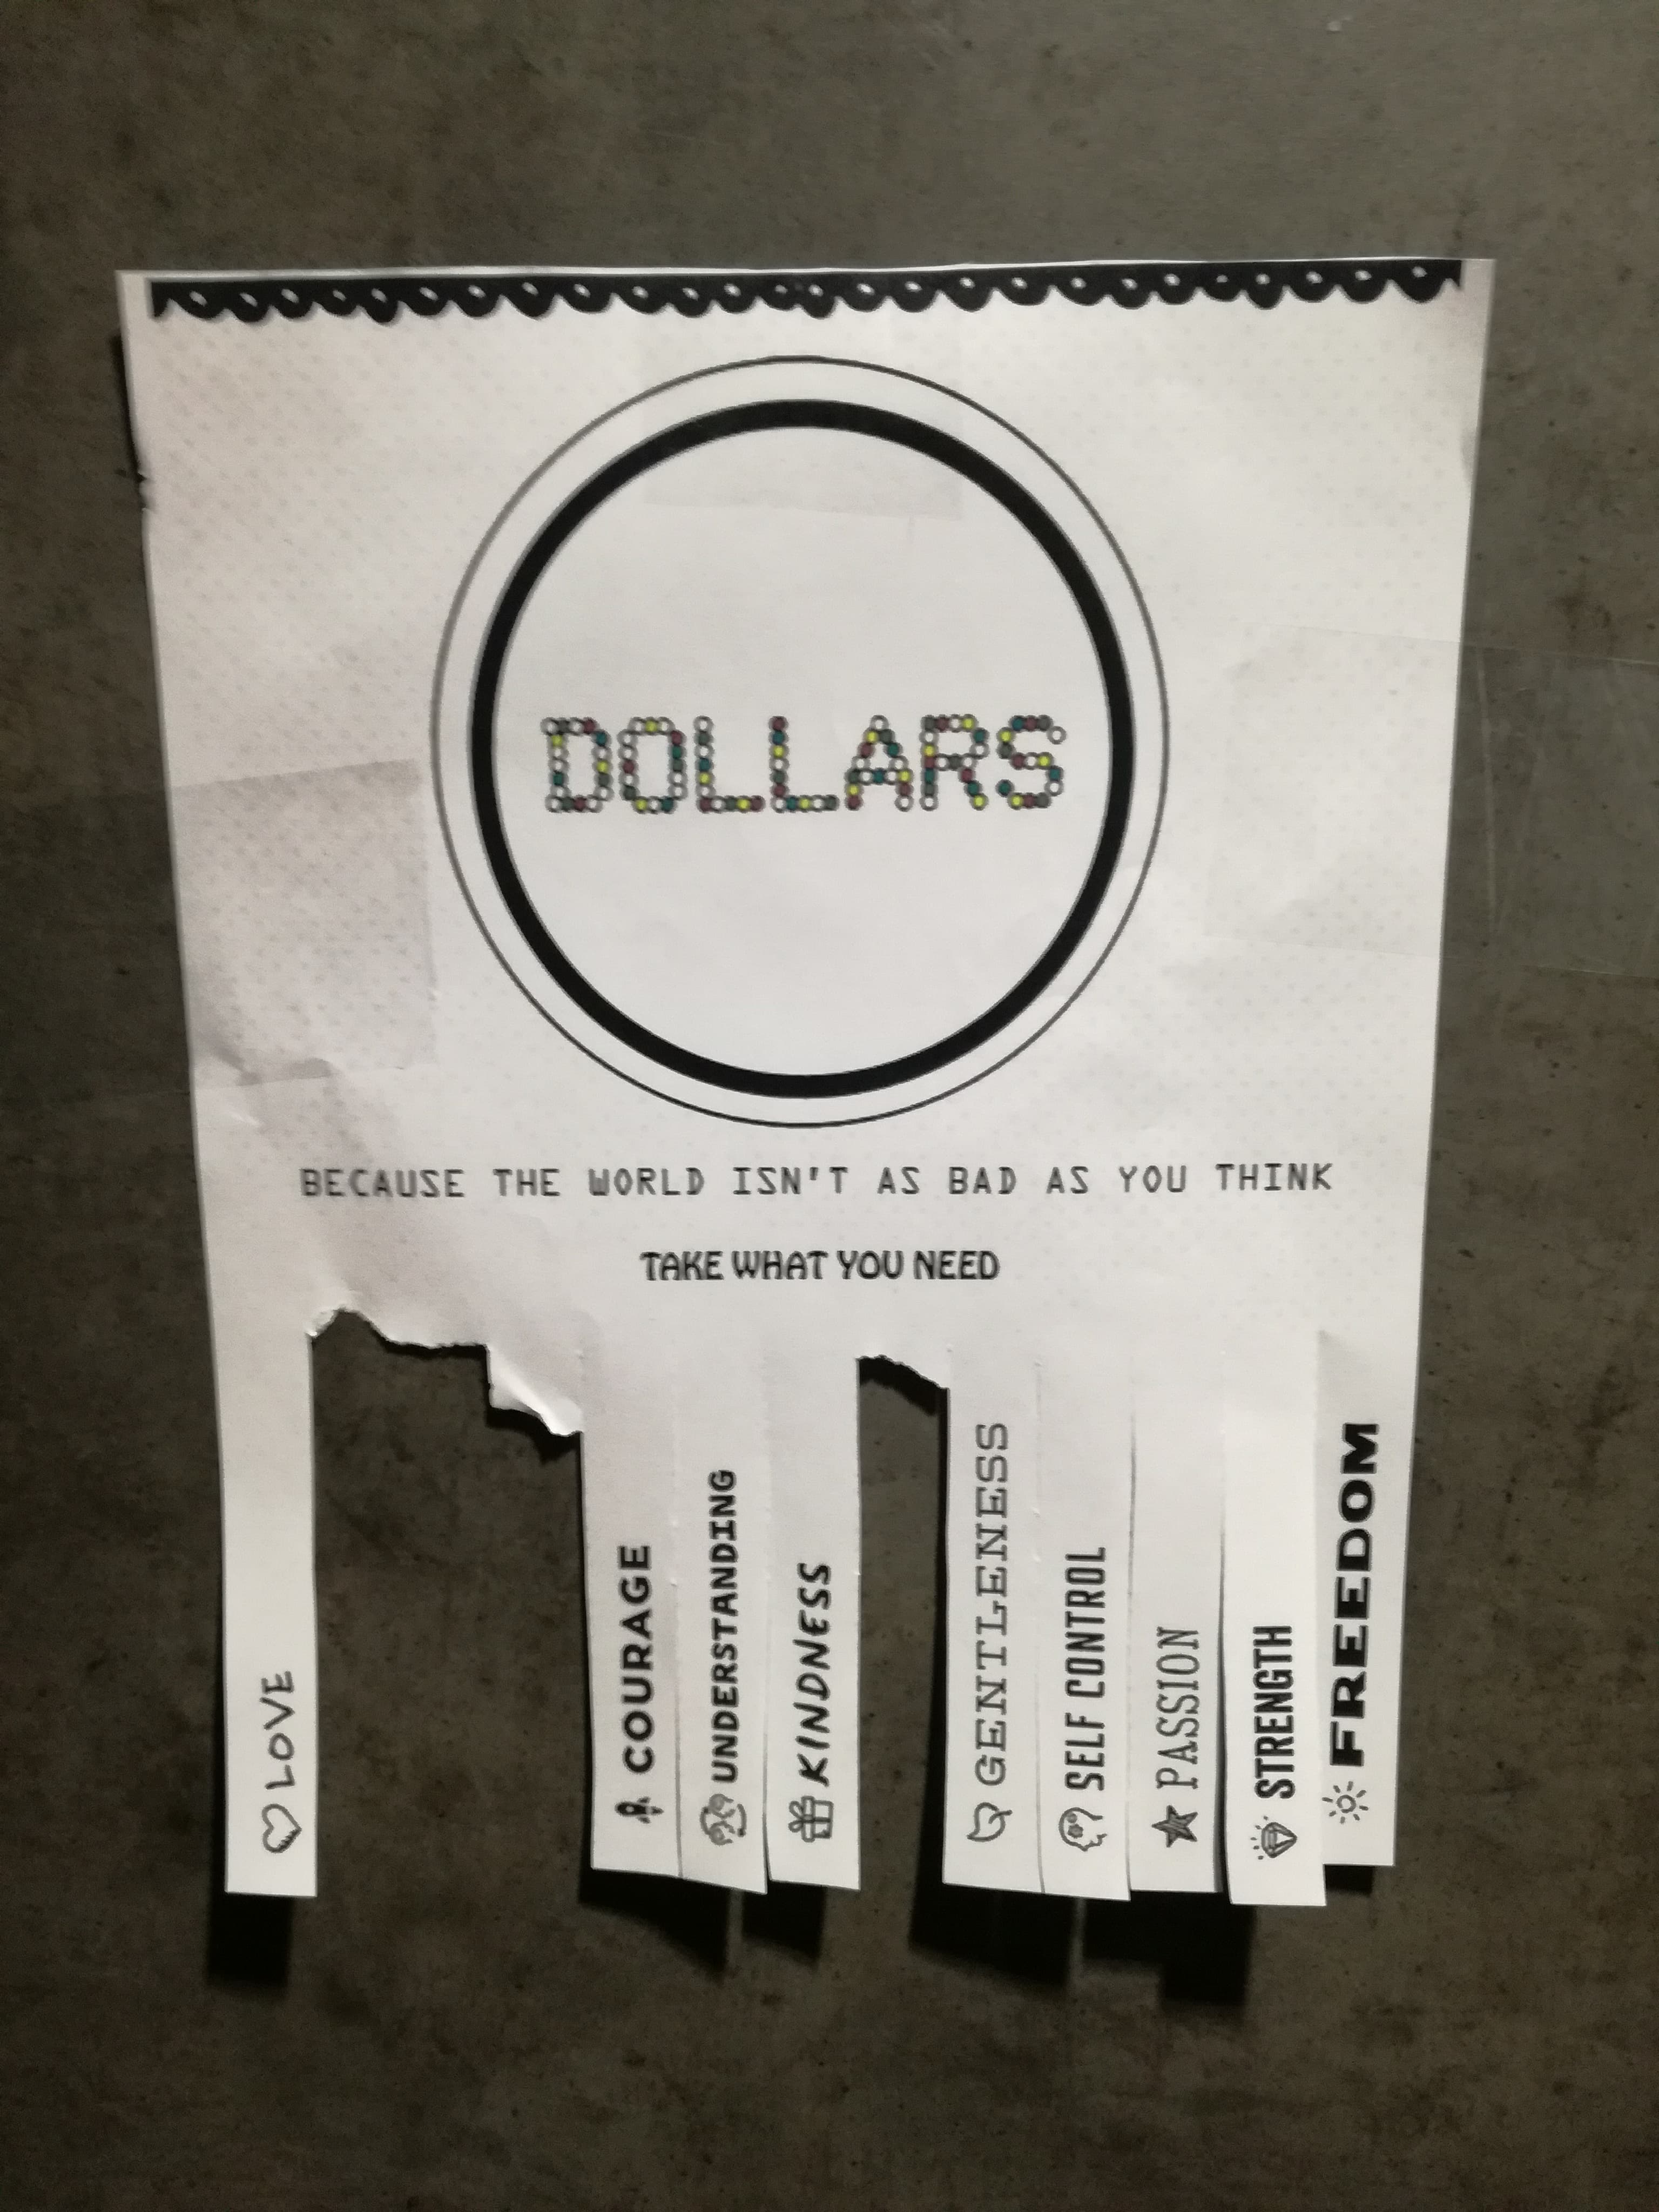 DOLLARS
BECAUSE THE WORLD ISN'T AS BAD AS YOU THINK
TAKE WHAT YOU NEED
LOVE
COURAGE
UNDERSTANDING
KINDNESS
GENTLENESS
SELF CONTROL
PASSION
STRENGTH
FREEDOM